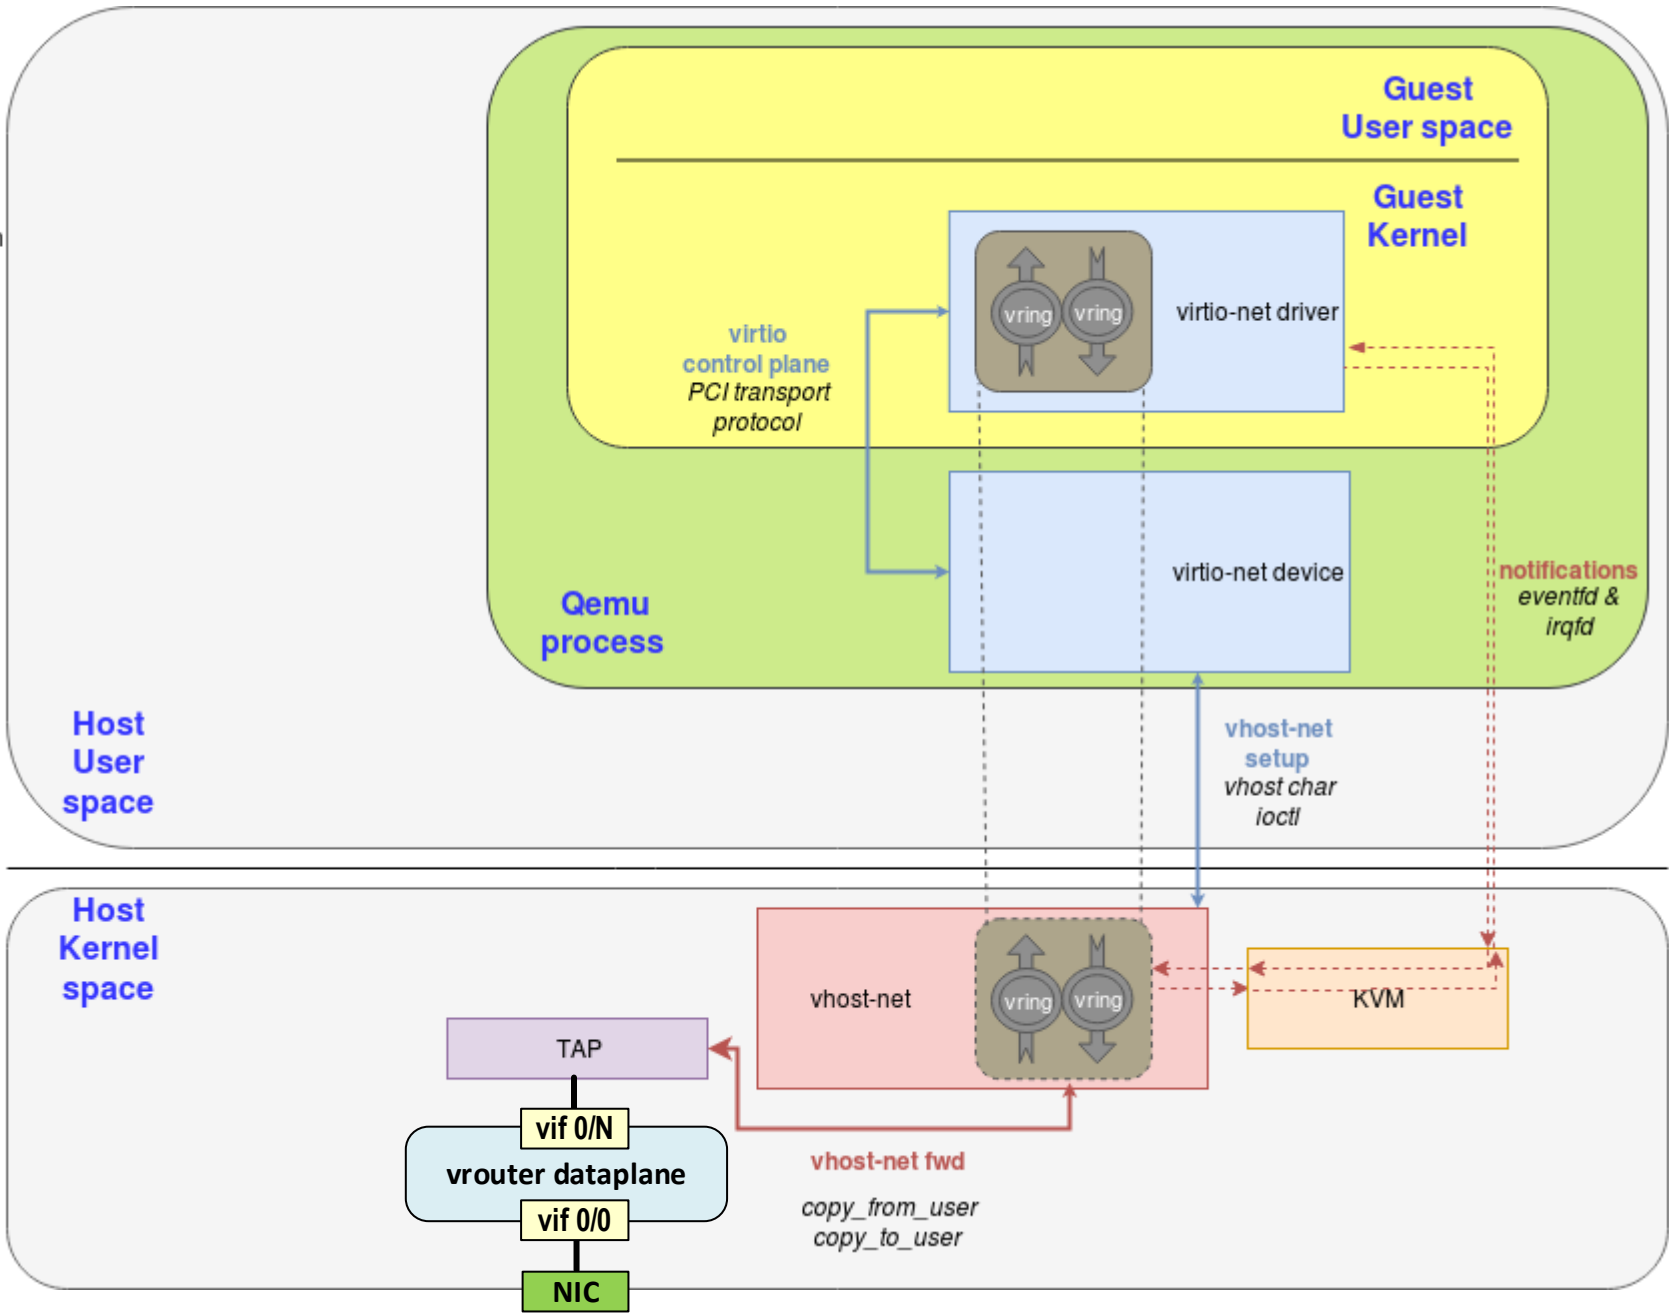 Guest
User space
Guest
Kernel
vring
vring
virtio-net driver
virtio
control plane
PCI transport
protocol
virtio-net device
notifications
eventfd &
irqfd
Qemu
process
Host
User
space
vhost-net
setup
vhost char
ioctl
Host
Kernel
space
vhost-net
vring
vring
KVM
TAP
vif 0/N
vrouter dataplane
vif 0/0
NIC
vhost-net fwd
copy_from_user
copy_to_user